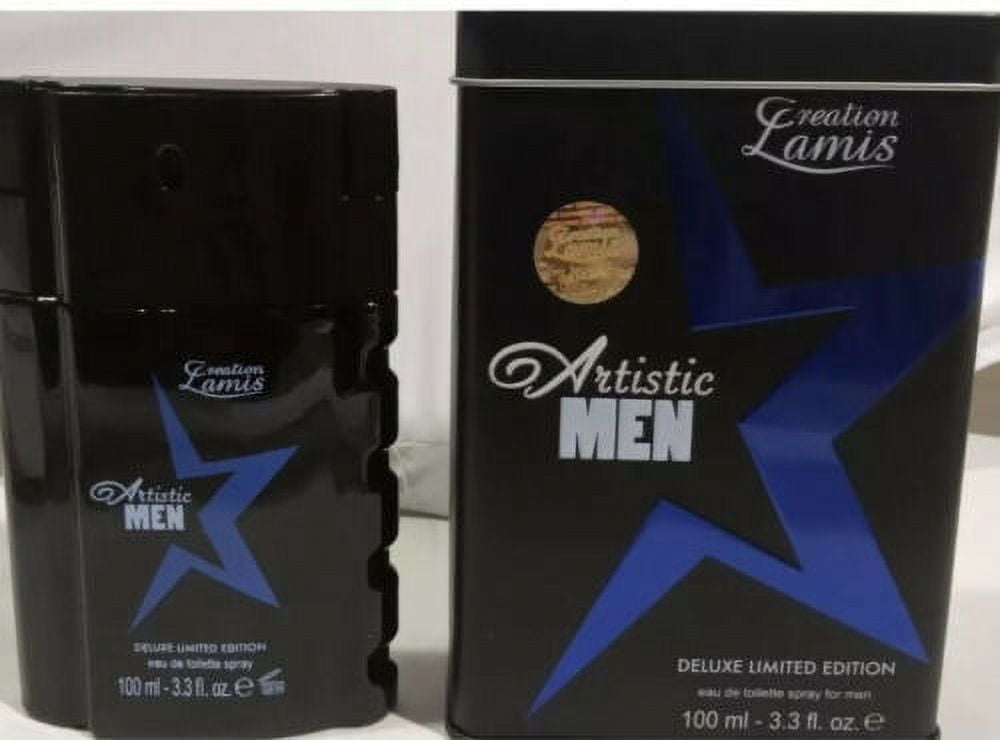 Creation
Lamis
Artistic
MEN
DELUXE LIMITED EDITION
eau de toilette spray
100 ml - 3.3 fl. oz. e
Creation
Lamis
Artistic
MEN
DELUXE LIMITED EDITION
eau de toilette spray for men
100 ml - 3.3 fl. oz. e